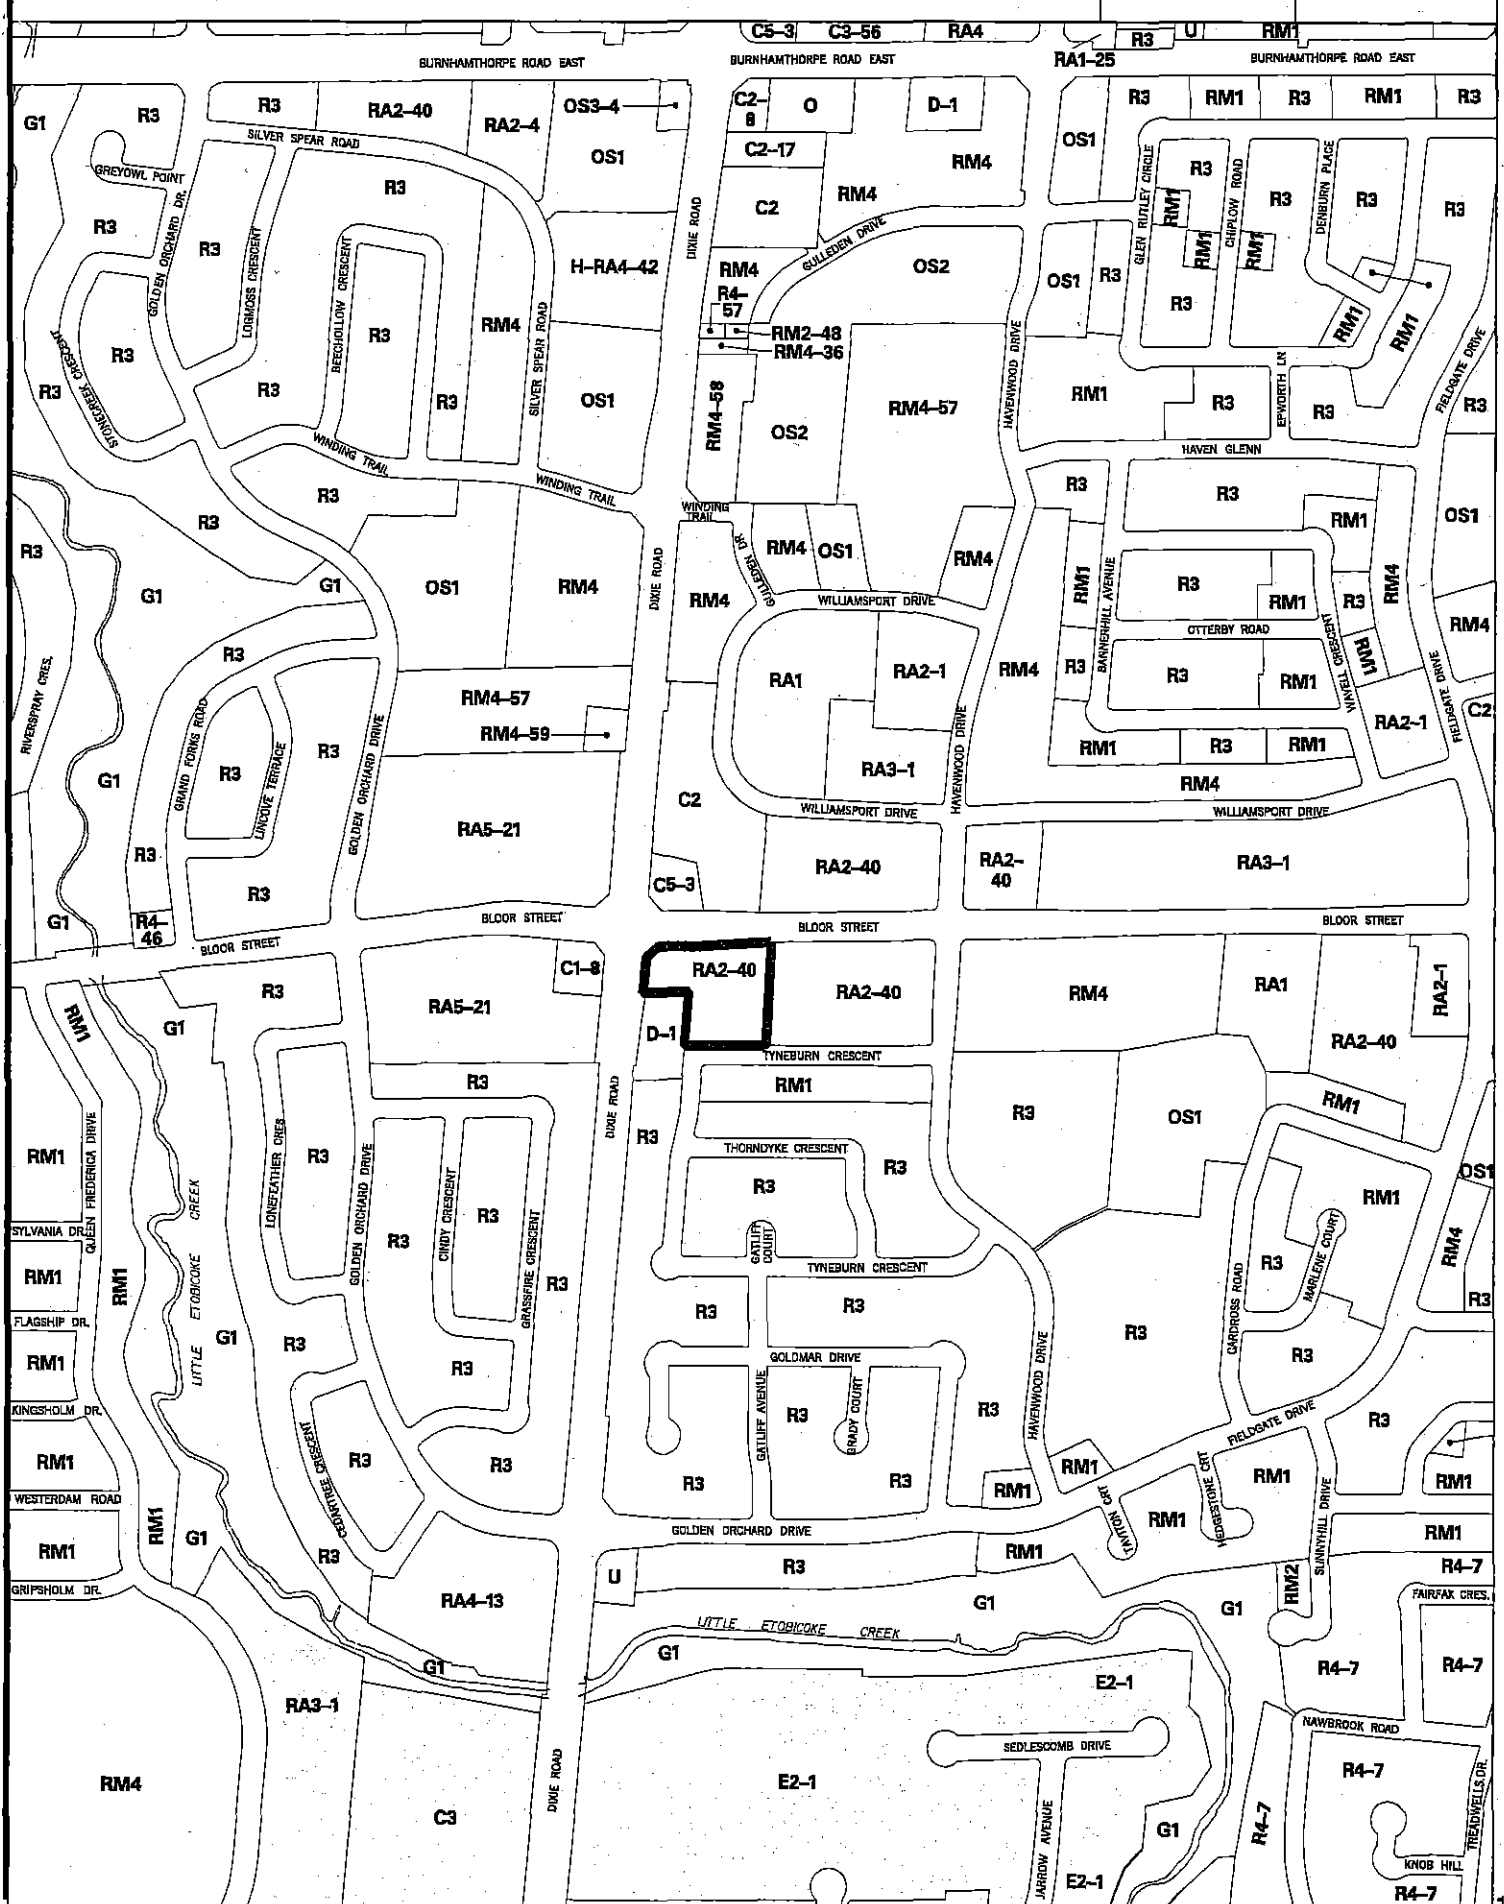 C5-3
C3-56
RA4
R3
U
RM1
BURNHAMTHORPE ROAD EAST
BURNHAMTHORPE ROAD EAST
RA1-25
BURNHAMTHORPE ROAD EAST
G1
R3
R3
RA2-40
RA2-4
OS3-4
C2-
8
O
D-1
R3
RM1
R3
RM1
R3
SILVER SPEAR ROAD
OS1
C2-17
RM4
OS1
GREYOWL POINT
R3
RM4
C2
R3
GOLDEN ORCHARD DR.
R3
LOGMOSS CRESCENT
BEECHOLLOW CRESCENT
DIXIE ROAD
GULLEDEN DRIVE
GLEN RUTLEY CIRCLE
R3
RM1
CHIPLOW ROAD
R3
DENBURN PLACE
R3
R3
RM1
RM1
H-RA4-42
RM4
OS2
OS1
R3
R3
R4-
57
RM2-48
RM4-36
RM1
RM1
STONECREEK CRESCENT
R3
R3
RM4
SILVER SPEAR ROAD
HAVENWOOD DRIVE
FIELDGATE DRIVE
R3
R3
R3
OS1
RM4-58
OS2
RM4-57
RM1
R3
EPWORTH LN
R3
R3
WINDING TRAIL
WINDING TRAIL
HAVEN GLENN
R3
R3
R3
WINDING
TRAIL
R3
R3
RM1
OS1
R3
G1
G1
OS1
RM4
DIXIE ROAD
RM4
GULLEDEN DR.
RM4
OS1
RM4
RM1
BANNERHILL AVENUE
R3
RM1
R3
RM4
WILLIAMSPORT DRIVE
OTTERBY ROAD
RM4
R3
RIVERSPRAY CRES.
RA1
RA2-1
RM4
R3
R3
RM1
WAVELL CRESCENT
RM1
FIELDGATE DRIVE
RM4-57
RM4-59
C2
RA2-1
G1
GRAND FORKS ROAD
R3
LINCOVE TERRACE
R3
GOLDEN ORCHARD DRIVE
RM1
R3
RM1
RA3-1
HAVENWOOD DRIVE
RM4
C2
WILLIAMSPORT DRIVE
WILLIAMSPORT DRIVE
RA5-21
R3
R3
C5-3
RA2-40
RA2-
40
RA3-1
G1
R4-
46
BLOOR STREET
BLOOR STREET
BLOOR STREET
BLOOR STREET
C1-8
RA2-40
RM1
R3
RA5-21
RA2-40
RM4
RA1
RA2-1
G1
D-1
RA2-40
TYNEBURN CRESCENT
R3
RM1
DIXIE ROAD
R3
R3
OS1
RM1
RM1
QUEEN FREDERICA DRIVE
LONEFEATHER CRES
R3
GOLDEN ORCHARD DRIVE
THORNDYKE CRESCENT
R3
R3
OS1
RM1
LITTLE ETOBICOKE CREEK
CINDY CRESCENT
R3
GRASSFIRE CRESCENT
SYLVANIA DR.
R3
GATLIFF
COURT
MARLENE COURT
RM4
RM1
RM1
R3
TYNEBURN CRESCENT
R3
R3
FLAGSHIP DR.
G1
R3
R3
R3
R3
CARDROSS ROAD
RM1
R3
GOLDMAR DRIVE
HAVENWOOD DRIVE
R3
KINGSHOLM DR.
CEDARTREE CRESCENT
R3
GATLIFF AVENUE
R3
GRADY COURT
R3
FIELDGATE DRIVE
R3
RM1
R3
R3
R3
R3
RM1
RM1
RM1
RM1
WESTERDAM ROAD
RM1
G1
TAVITON CRT
RM1
HEDGESTONE CRT
SUNNYHILL DRIVE
RM1
GOLDEN ORCHARD DRIVE
RM1
R3
R3
RM1
R4-7
GRIPSHOLM DR.
U
RM2
FAIRFAX CRES.
RA4-13
G1
G1
LITTLE ETOBICOKE CREEK
G1
G1
R4-7
R4-7
RA3-1
E2-1
NAWBROOK ROAD
SEDLESCOMB DRIVE
RM4
DIXIE ROAD
E2-1
R4-7
TREADWELLS DR.
C3
JARROW AVENUE
G1
R4-7
KNOB HILL
E2-1
R4-7